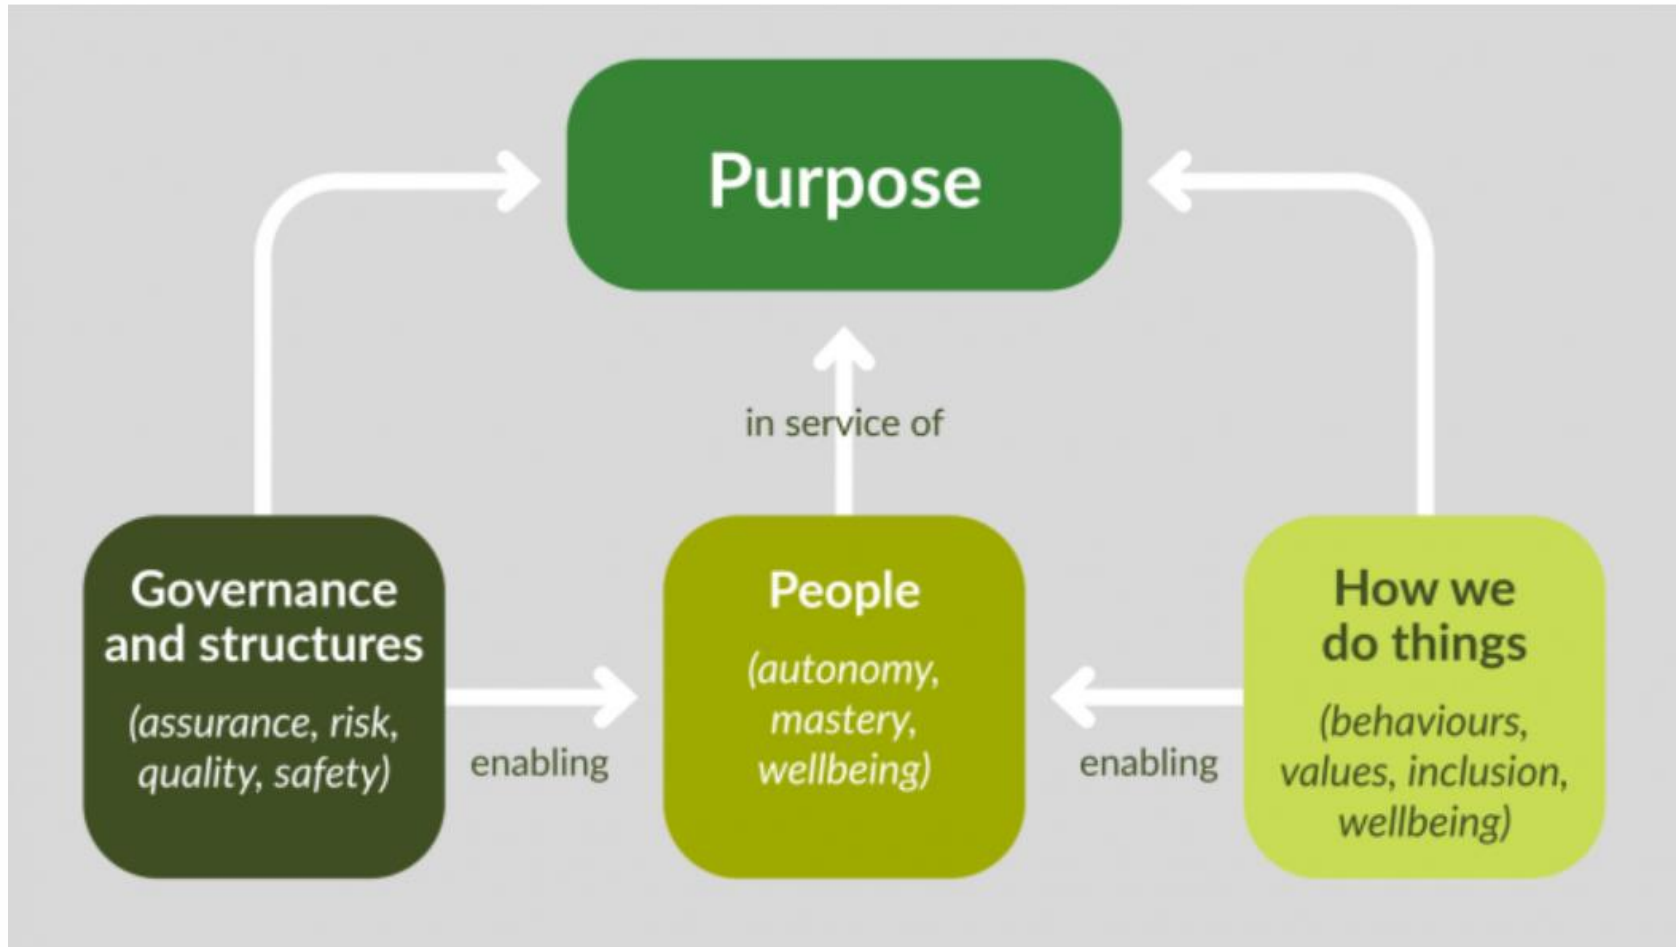 Purpose
in service of
Governance
and structures
(assurance, risk,
quality, safety)
enabling
People
(autonomy,
mastery,
wellbeing)
enabling
How we
do things
(behaviours,
values, inclusion,
wellbeing)